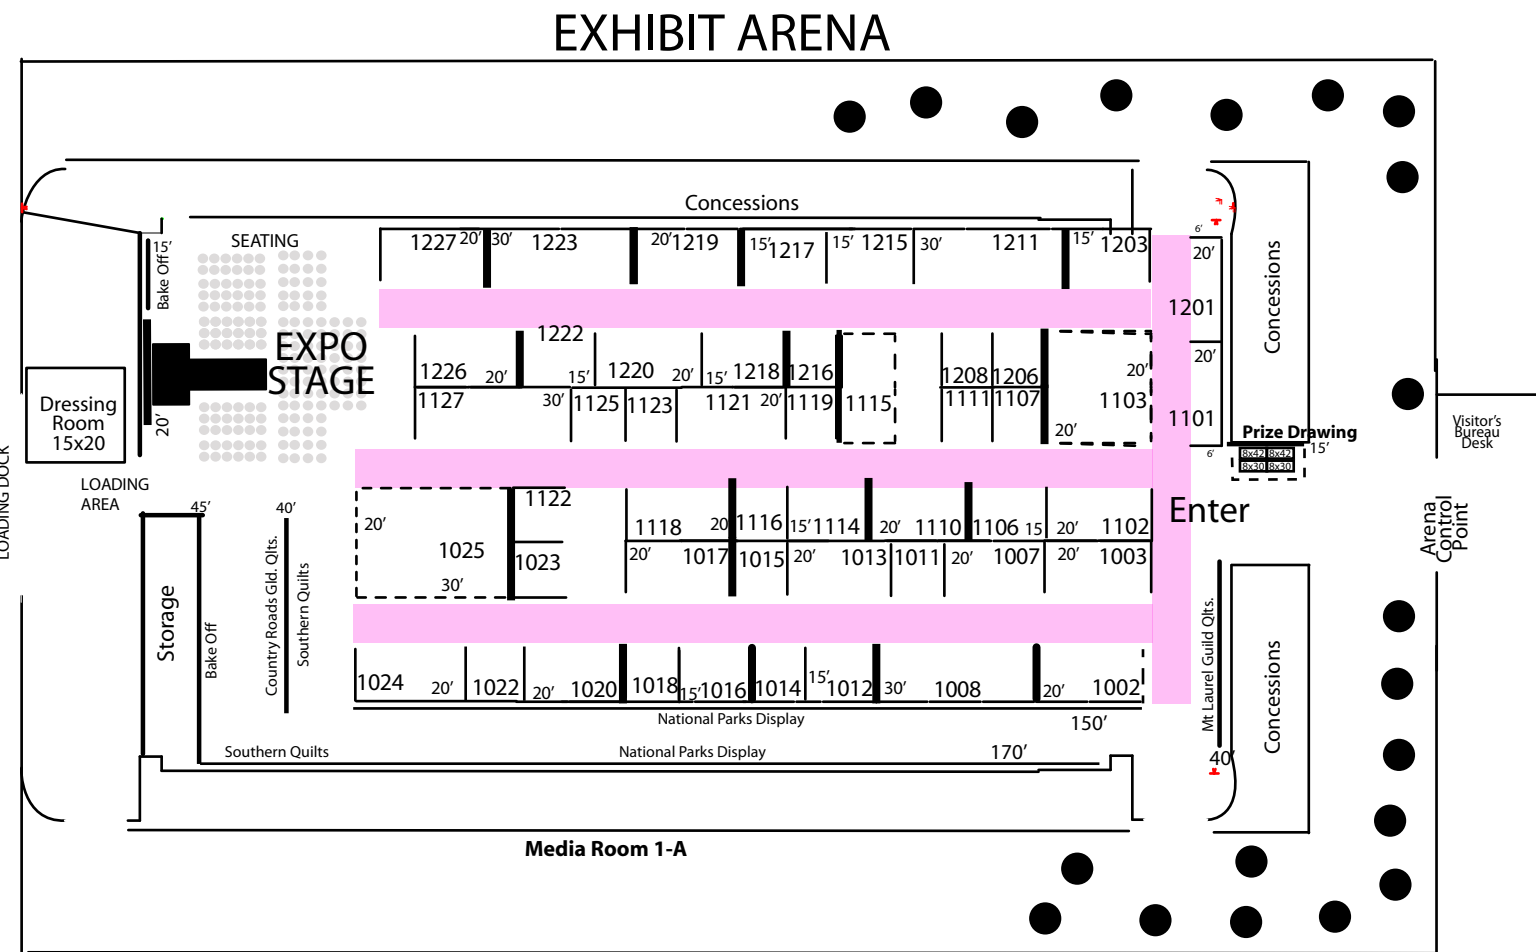 EXHIBIT ARENA
Concessions
6’
SEATING
1227 20’ 30’ 1223 20’ 1219 15’ 1217 15’ 1215 30’ 1211 15’ 1203
20’
1201
15’
Bake Off
Concessions
EXPO
STAGE
1222
1226 20’ 15’ 1220 20’ 15’ 1218 1216 1208 1206 20’
20’
1127 30’ 1125 1123 1121 20’ 1119 1115 1111 1107 20’ 1103
1101
6’
Dressing
Room
15x20
20’
Prize Drawing
15’
8x42 8x42
8x30 8x30
Visitor’s
Bureau
Desk
LOADING DOCK
LOADING
AREA
45’
40’
Enter
Arena
Control
Point
1122
20’ 1025 30’
1118 20’ 1116 15’ 1114 20’ 1110 1106 15 20’ 1102
1023 20’ 1017 1015 20’ 1013 1011 20’ 1007 20’ 1003
Storage
Bake Off
Country Roads Gld. Qlts.
Southern Quilts
Mt Laurel Guild Qlts.
Concessions
1024 20’ 1022 20’ 1020 1018 15’ 1016 1014 15’ 1012 30’ 1008 20’ 1002
National Parks Display
150’
Southern Quilts
National Parks Display
170’
40’
Media Room 1-A